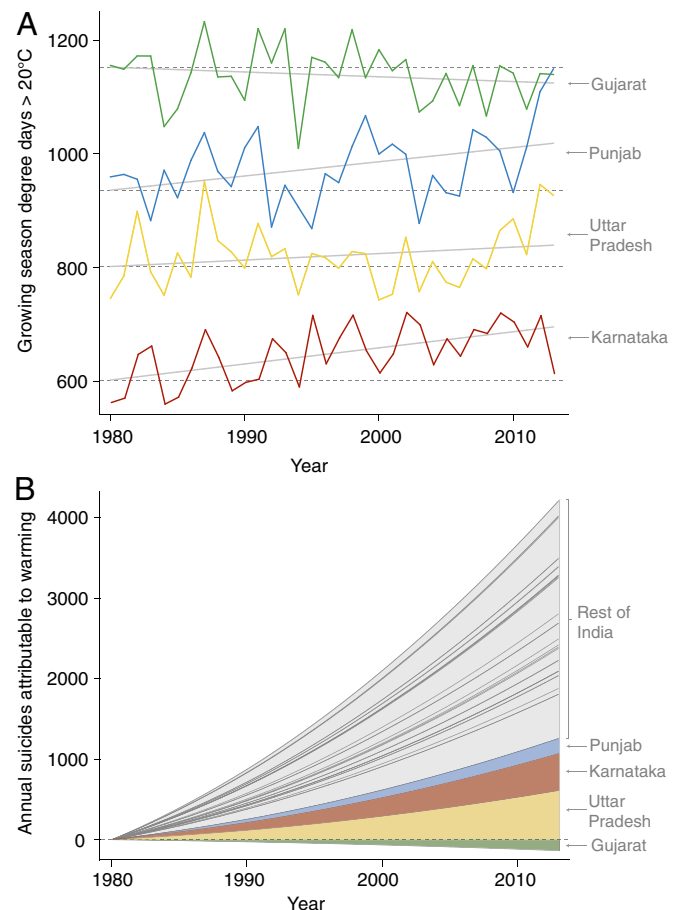 A
Growing season degree days > 20°C
1200
1000
800
600
Gujarat
Punjab
Uttar
Pradesh
Karnataka
1980
1990
2000
2010
Year
B
Annual suicides attributable to warming
4000
3000
2000
1000
0
Rest of
India
Punjab
Karnataka
Uttar
Pradesh
Gujarat
1980
1990
2000
2010
Year